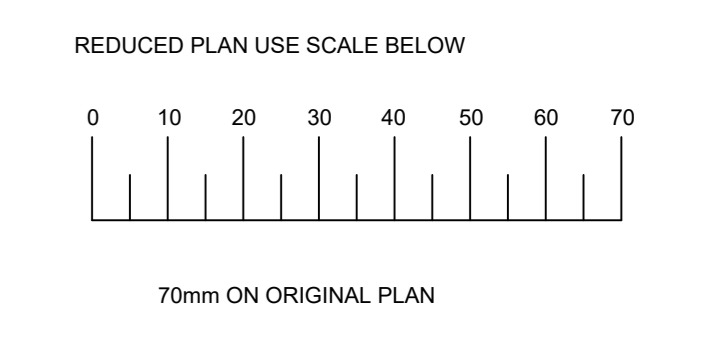 REDUCED PLAN USE SCALE BELOW
0 10 20 30 40 50 60 70
70mm ON ORIGINAL PLAN